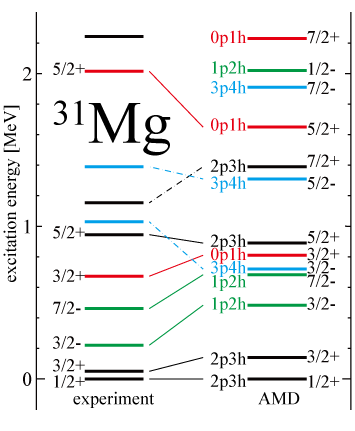 0p1h 7/2+
5/2+ 1p2h 1/2-
2 3p4h 7/2-
31Mg 0p1h 5/2+
2p3h 7/2+
3p4h 5/2-
excitation energy [MeV]
1 5/2+ 2p3h 5/2+
0p1h 3/2+
3/2+ 3p4h 3/2-
7/2- 1p2h 7/2-
1p2h 3/2-
3/2-
3/2+ 2p3h 3/2+
0 1/2+ 2p3h 1/2+
experiment AMD